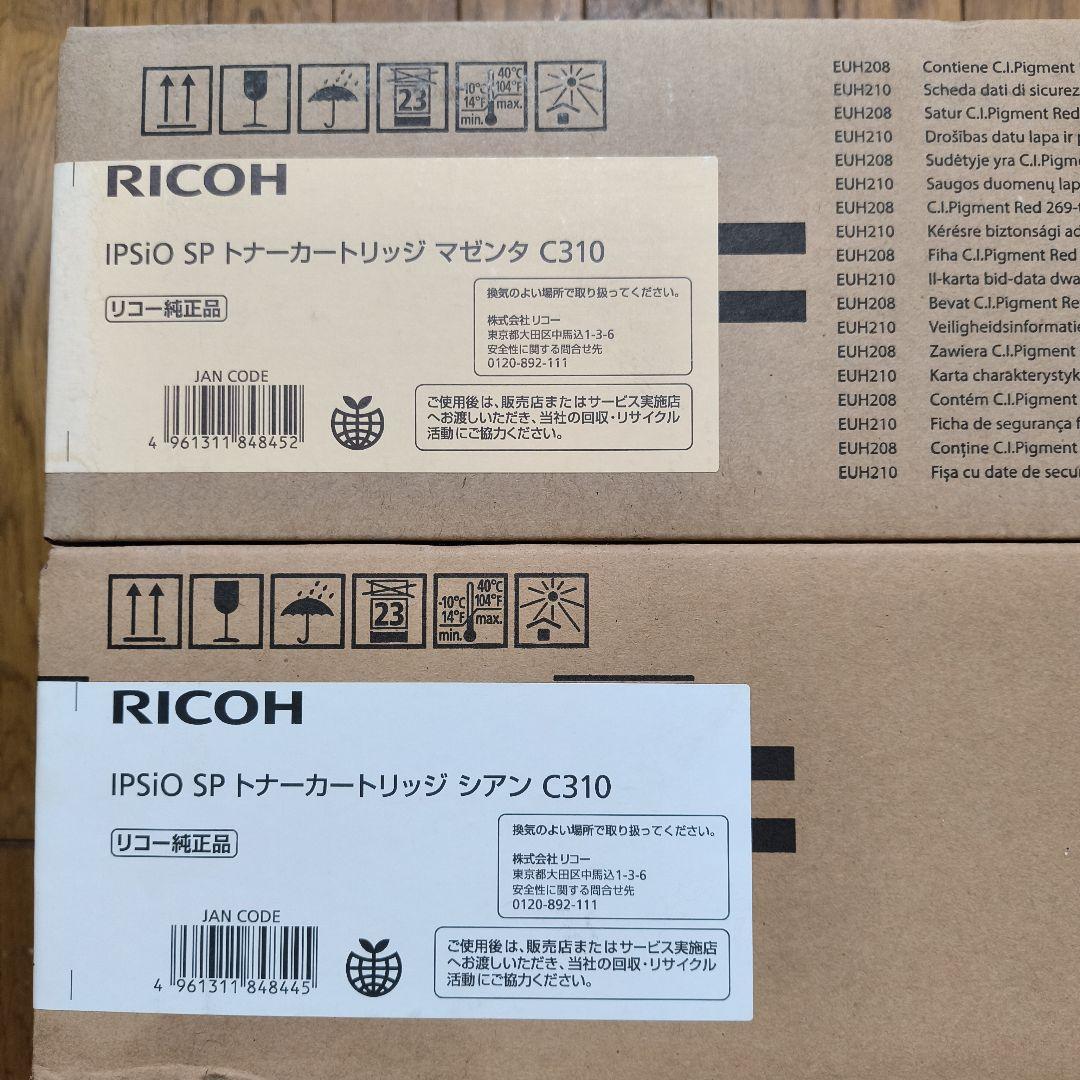 23
-10°C
14°F
min.
40°C
104°F
max.
RICOH
IPSiO SP トナーカートリッジ マゼンタ C310
リコー純正品
換気のよい場所で取り扱ってください。
株式会社リコー
東京都大田区中馬込1-3-6
安全性に関する問合せ先
0120-892-111
JAN CODE
4 961311 848452
ご使用後は、販売店またはサービス実施店
へお渡しいただき、当社の回収・リサイクル
活動にご協力ください。
EUH208 Contiene C.I.Pigment
EUH210 Scheda dati di
EUH208 Satur C.I.Pigment Red
EUH210 Drošības datu lapa ir
EUH208 Sudėtyje yra
EUH210 Saugos duomenų
EUH208 C.I.Pigment Red
EUH210 Kérésre biztonsági
EUH208 Fiha C.I.Pigment Red
EUH210 Il-karta bid-data
EUH208 Bevat C.I.Pigment
EUH210
EUH208 Zawiera C.I.Pigment
EUH210 Karta
EUH208 Contém C.I.Pigment
EUH210 Ficha de segurança
EUH208 Conţine C.I.Pigment
EUH210 Fişa cu date de
23
-10°C
14°F
min.
40°C
104°F
max.
RICOH
IPSiO SP トナーカートリッジ シアン C310
リコー純正品
換気のよい場所で取り扱ってください。
株式会社リコー
東京都大田区中馬込1-3-6
安全性に関する問合せ先
0120-892-111
JAN CODE
4 961311 848445
ご使用後は、販売店またはサービス実施店
へお渡しいただき、当社の回収・リサイクル
活動にご協力ください。